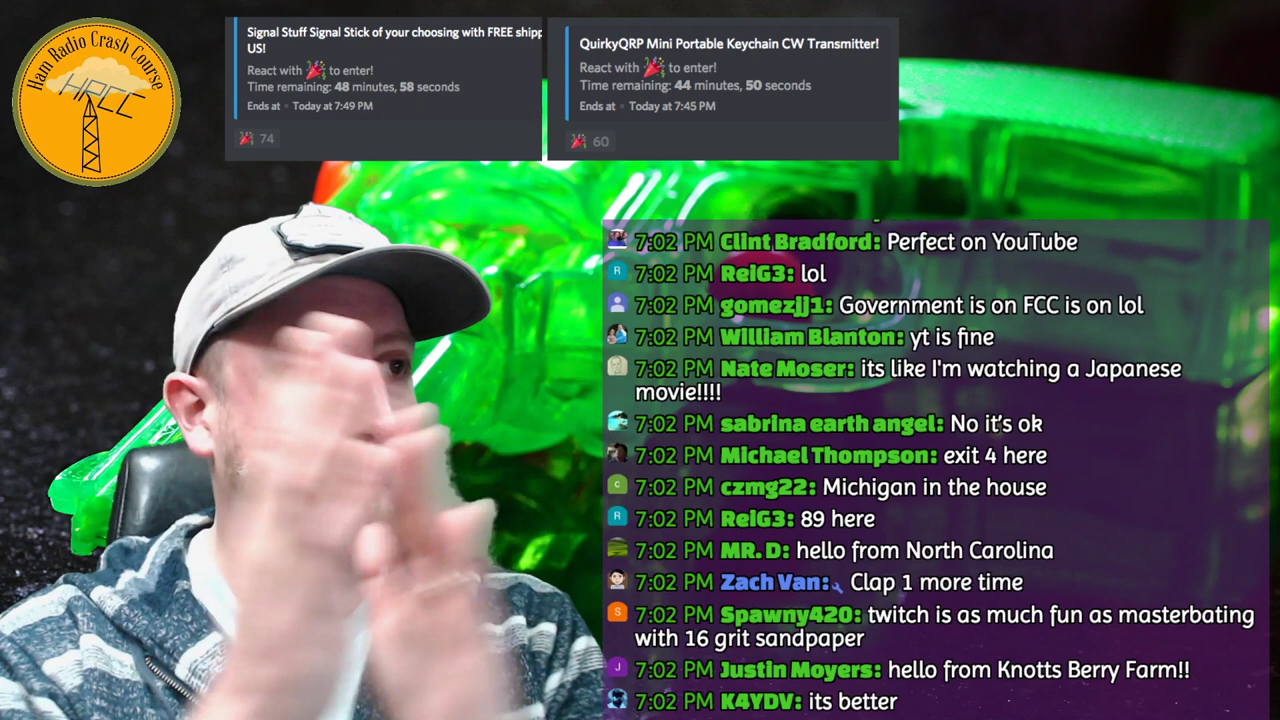 Ham Radio Crash Course
HRCC
Signal Stuff Signal Stick of your choosing with FREE shipp
US!
React with 🎉 to enter!
Time remaining: 48 minutes, 58 seconds
Ends at • Today at 7:49 PM
🎉 74
QuirkyQRP Mini Portable Keychain CW Transmitter!
React with 🎉 to enter!
Time remaining: 44 minutes, 50 seconds
Ends at • Today at 7:45 PM
🎉 60
7:02 PM Clint Bradford: Perfect on YouTube
R 7:02 PM RelG3: lol
7:02 PM gomezjj1: Government is on FCC is on lol
7:02 PM William Blanton: yt is fine
7:02 PM Nate Moser: its like I'm watching a Japanese
movie!!!!
7:02 PM sabrina earth angel: No it's ok
7:02 PM Michael Thompson: exit 4 here
C 7:02 PM czmg22: Michigan in the house
R 7:02 PM RelG3: 89 here
7:02 PM MR. D: hello from North Carolina
7:02 PM Zach Van: Clap 1 more time
S 7:02 PM Spawny420: twitch is as much fun as masterbating
with 16 grit sandpaper
J 7:02 PM Justin Moyers: hello from Knotts Berry Farm!!
7:02 PM K4YDV: its better